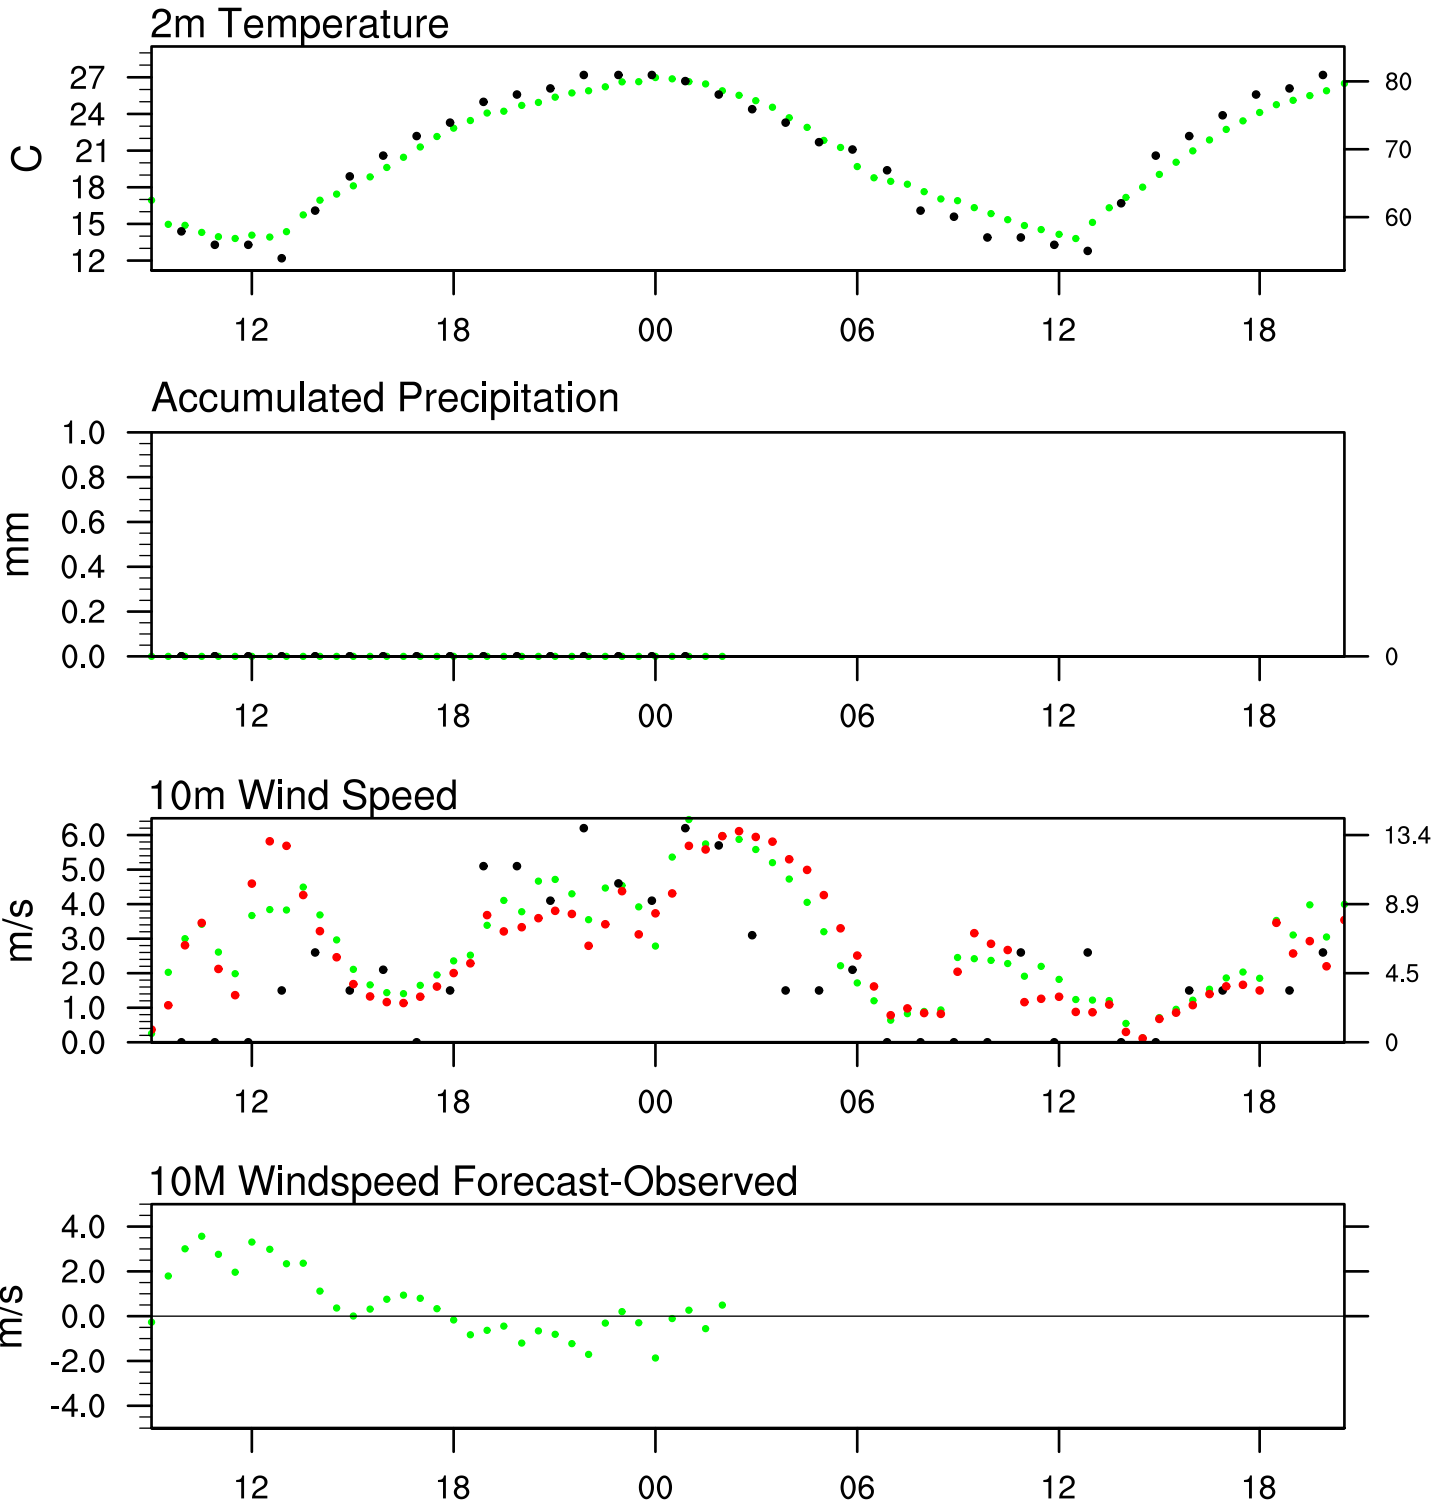 2m Temperature
27
24
21
18
15
12
C
80
70
60
12 18 00 06 12 18
Accumulated Precipitation
1.0
0.8
0.6
0.4
0.2
0.0
mm
0
12 18 00 06 12 18
10m Wind Speed
6.0
5.0
4.0
3.0
2.0
1.0
0.0
m/s
13.4
8.9
4.5
0
12 18 00 06 12 18
10M Windspeed Forecast-Observed
4.0
2.0
0.0
-2.0
-4.0
m/s
12 18 00 06 12 18